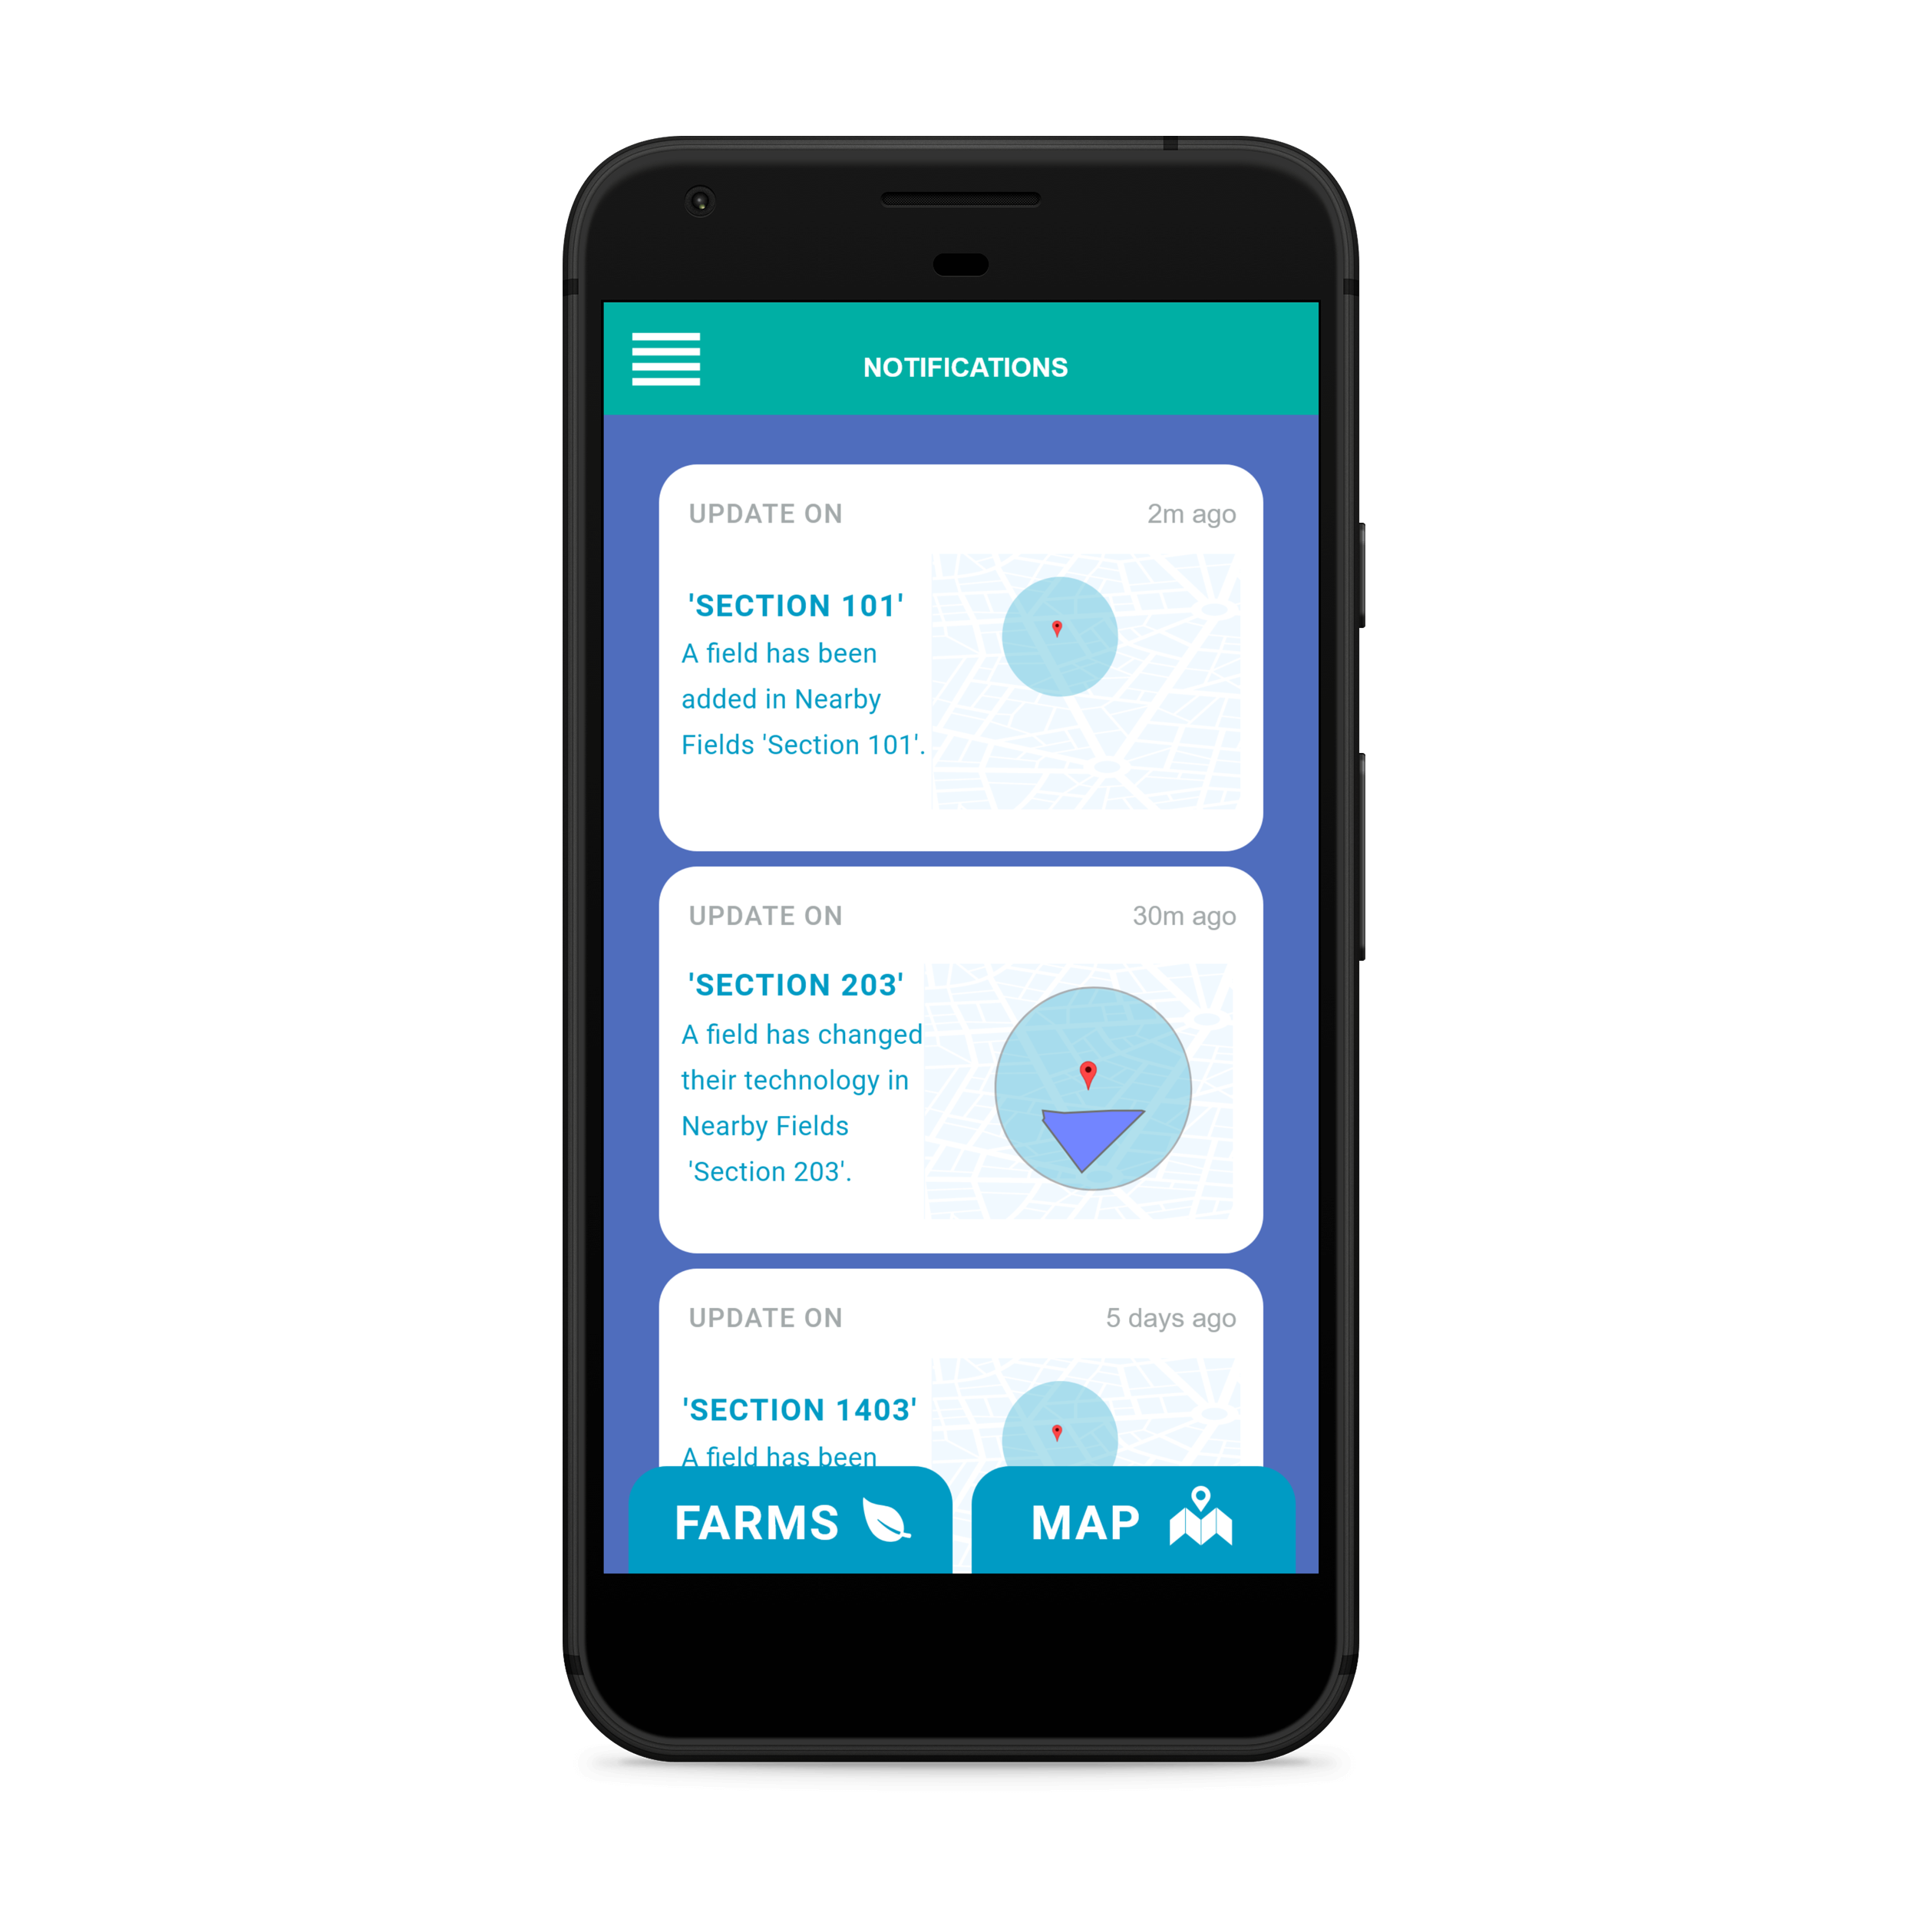 NOTIFICATIONS
UPDATE ON 2m ago
'SECTION 101'
A field has been
added in Nearby
Fields 'Section 101'.
UPDATE ON 30m ago
'SECTION 203'
A field has changed
their technology in
Nearby Fields
'Section 203'.
UPDATE ON 5 days ago
'SECTION 1403'
A field has been
FARMS MAP